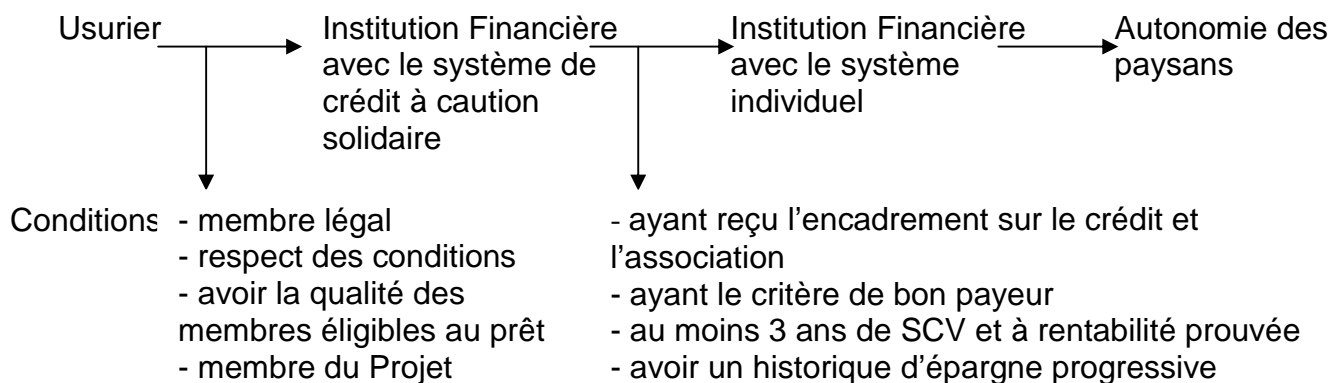 Usurier
Institution Financière
avec le système de
crédit à caution
solidaire
Institution Financière
avec le système
individuel
Autonomie des
paysans
Conditions
- membre légal
- respect des conditions
- avoir la qualité des
membres éligibles au prêt
- membre du Projet
- ayant reçu l’encadrement sur le crédit et
l’association
- ayant le critère de bon payeur
- au moins 3 ans de SCV et à rentabilité prouvée
- avoir un historique d’épargne progressive